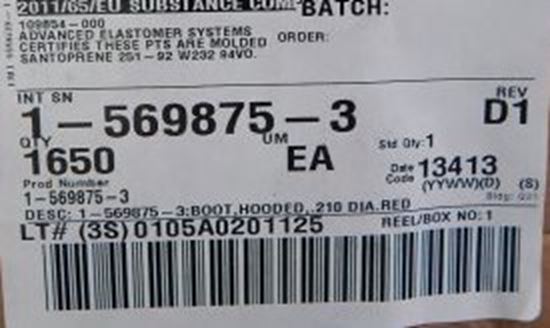 2011/65/EU SUBSTANCE COMP BATCH:
109854-000
ADVANCED ELASTOMER SYSTEMS
CERTIFIES THESE PTS ARE MOLDED ORDER:
SANTOPRENE 251-92 W232 94V0.
INT SN REV
1-569875-3 D1
QTY UM Std Qty: 1
1650 EA Date Code 13413
Prod Number (YYWW)(D) (S)
1-569875-3
DESC: 1-569875-3:BOOT,HOODED,.210 DIA.RED
LT# (3S)0105A0201125 REEL/BOX NO: 1